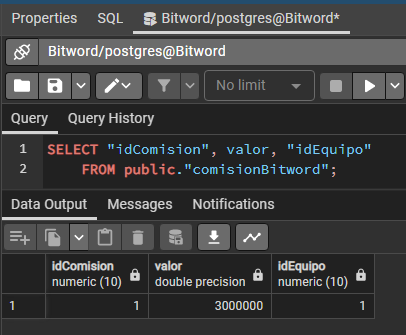 Properties SQL Bitword/postgres@Bitword*
Bitword/postgres@Bitword
No limit
Query Query History
1 SELECT "idComision", valor, "idEquipo"
2 FROM public."comisionBitword";
Data Output Messages Notifications
idComision valor idEquipo
numeric (10) double precision numeric (10)
1 1 3000000 1